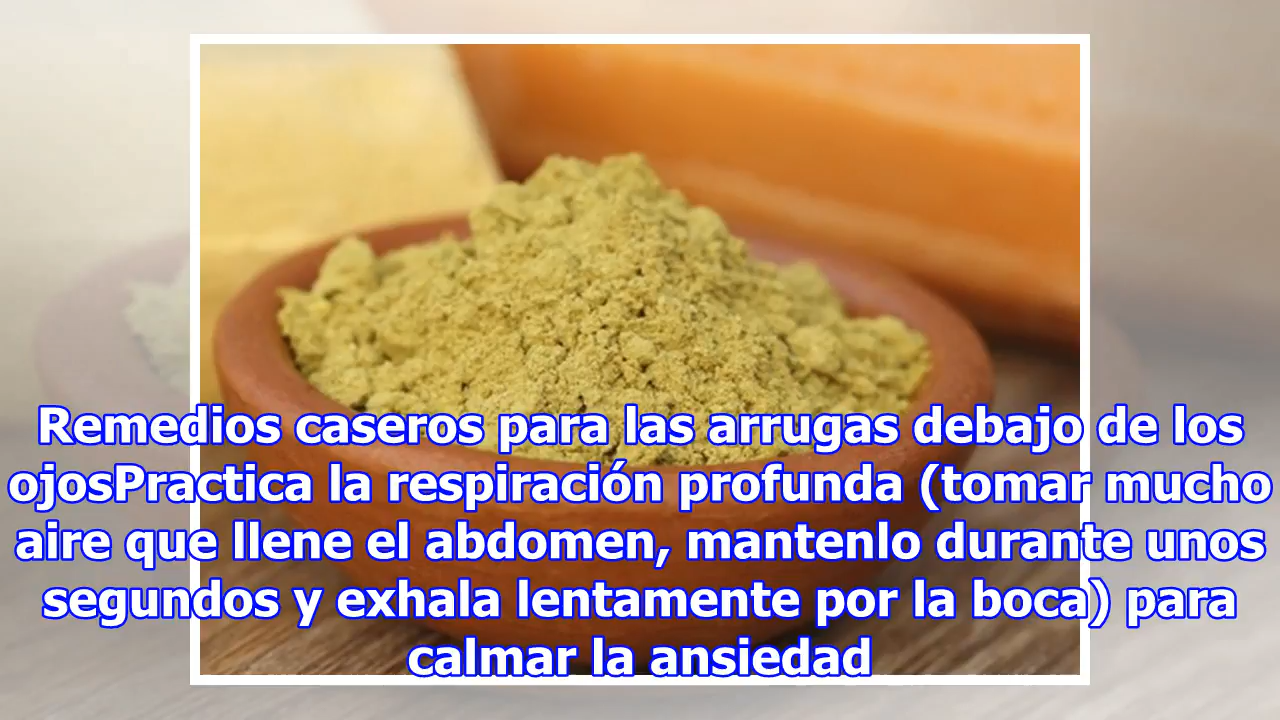 Remedios caseros para las arrugas debajo de los
ojosPractica la respiración profunda (tomar mucho
aire que llene el abdomen, mantenlo durante unos
segundos y exhala lentamente por la boca) para
calmar la ansiedad